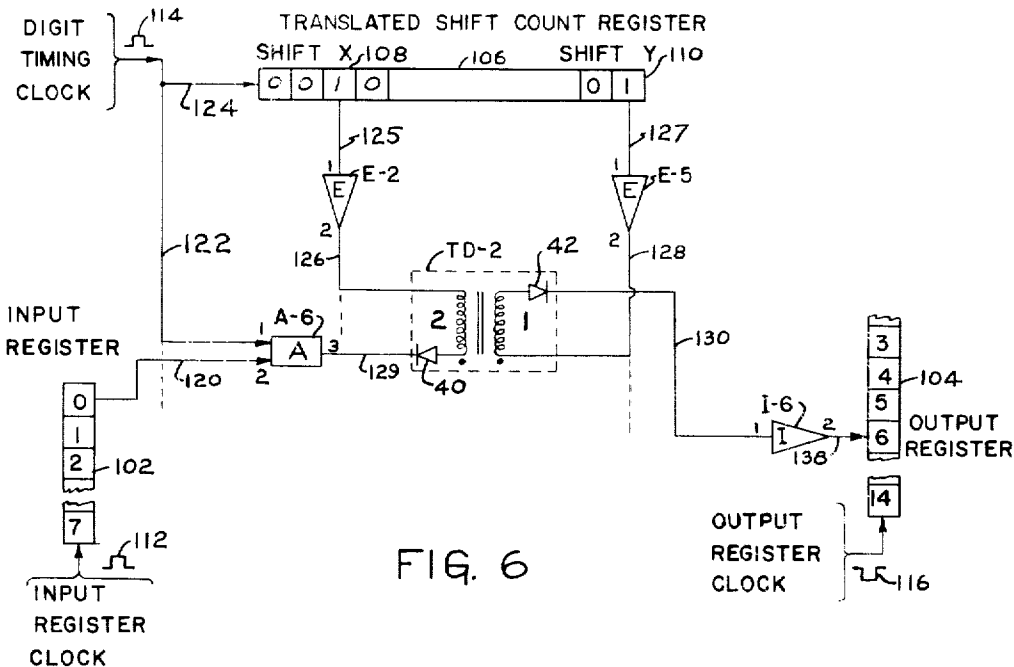 DIGIT
TIMING
CLOCK
114
TRANSLATED SHIFT COUNT REGISTER
SHIFT X 108
106
SHIFT Y 110
0 0 1 0
0 1
124
125
127
1
E
E-2
2
1
E
E-5
2
122
126
TD-2
42
128
INPUT
REGISTER
A-6
1
2
A
3
129
2
1
40
130
120
0
1
2
102
7
112
INPUT
REGISTER
CLOCK
FIG. 6
I-6
1
I
2
138
3
4
5
6
104
OUTPUT
REGISTER
14
OUTPUT
REGISTER
CLOCK
116